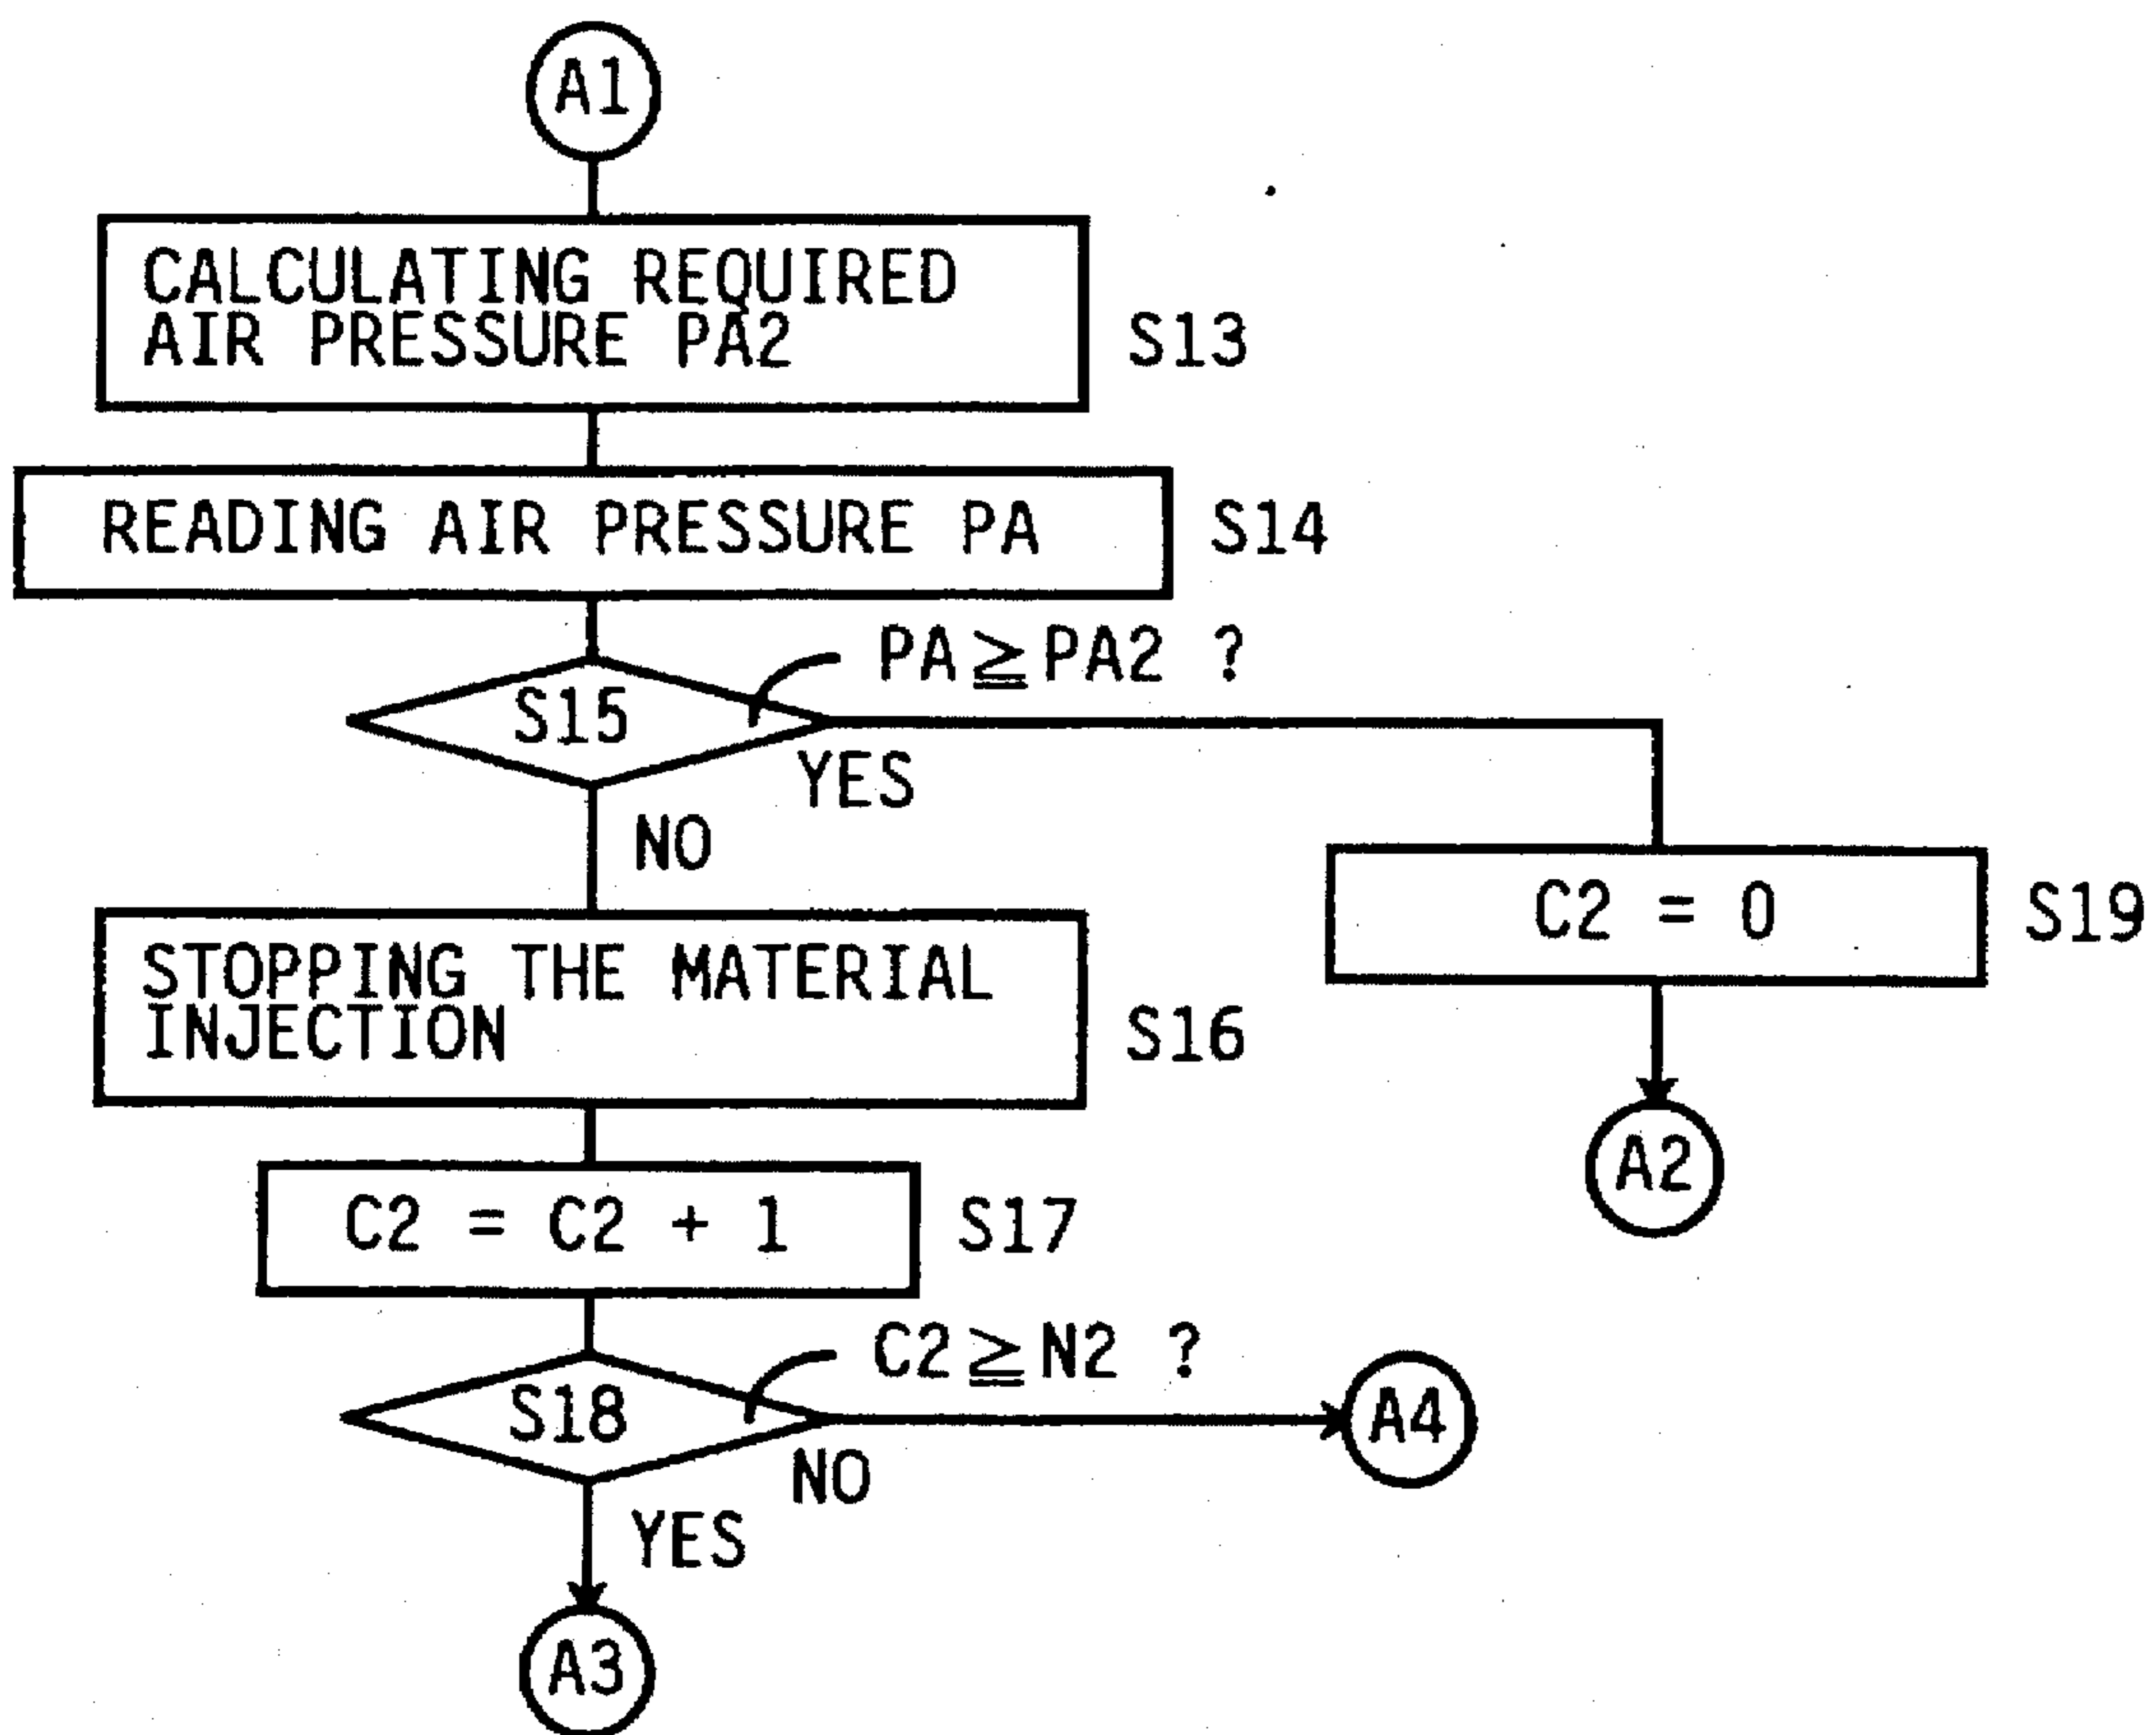 A1
CALCULATING REQUIRED
AIR PRESSURE PA2
S13
READING AIR PRESSURE PA
S14
PA≧PA2 ?
S15
YES
NO
C2 = 0
S19
STOPPING THE MATERIAL
INJECTION
S16
A2
C2 = C2 + 1
S17
C2≧N2 ?
S18
A4
NO
YES
A3